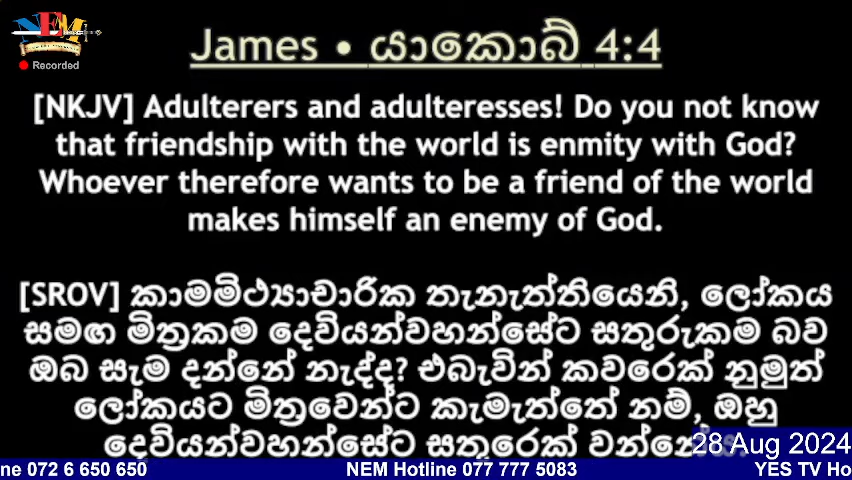 NEM
Recorded
James • යාකොබ් 4:4
[NKJV] Adulterers and adulteresses! Do you not know
that friendship with the world is enmity with God?
Whoever therefore wants to be a friend of the world
makes himself an enemy of God.
[SROV] කාමමිථ්‍යාචාරික තැනැත්තියෙනි, ලෝකය
සමඟ මිත්‍රකම දෙවියන්වහන්සේට සතුරුකම බව
ඔබ සැම දන්නේ නැද්ද? එබැවින් කවරෙක් නුමුත්
ලෝකයට මිත්‍රවෙන්ට කැමැත්තේ නම්, ඔහු
දෙවියන්වහන්සේට සතුරෙක් වන්නේය.
28 Aug 2024
ne 072 6 650 650 NEM Hotline 077 777 5083 YES TV Ho